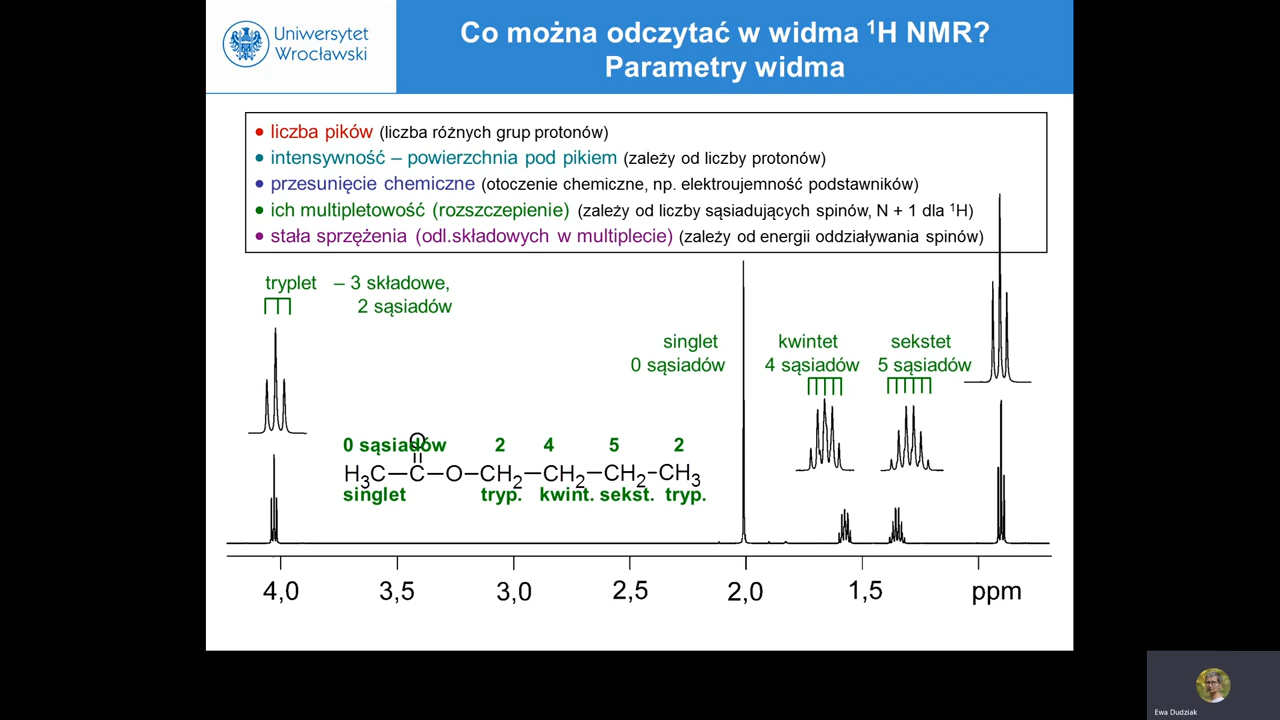 Uniwersytet
Wrocławski
Co można odczytać w widma ¹H NMR?
Parametry widma
• liczba pików (liczba różnych grup protonów)
• intensywność – powierzchnia pod pikiem (zależy od liczby protonów)
• przesunięcie chemiczne (otoczenie chemiczne, np. elektroujemność podstawników)
• ich multipletowość (rozszczepienie) (zależy od liczby sąsiadujących spinów, N + 1 dla ¹H)
• stała sprzężenia (odl.składowych w multiplecie) (zależy od energii oddziaływania spinów)
tryplet – 3 składowe,
2 sąsiadów
singlet
0 sąsiadów
kwintet
4 sąsiadów
sekstet
5 sąsiadów
0 sąsiadów 2 4 5 2
O
H₃C–C–O–CH₂–CH₂–CH₂–CH₃
singlet tryp. kwint. sekst. tryp.
4,0 3,5 3,0 2,5 2,0 1,5 ppm
Ewa Dudziak